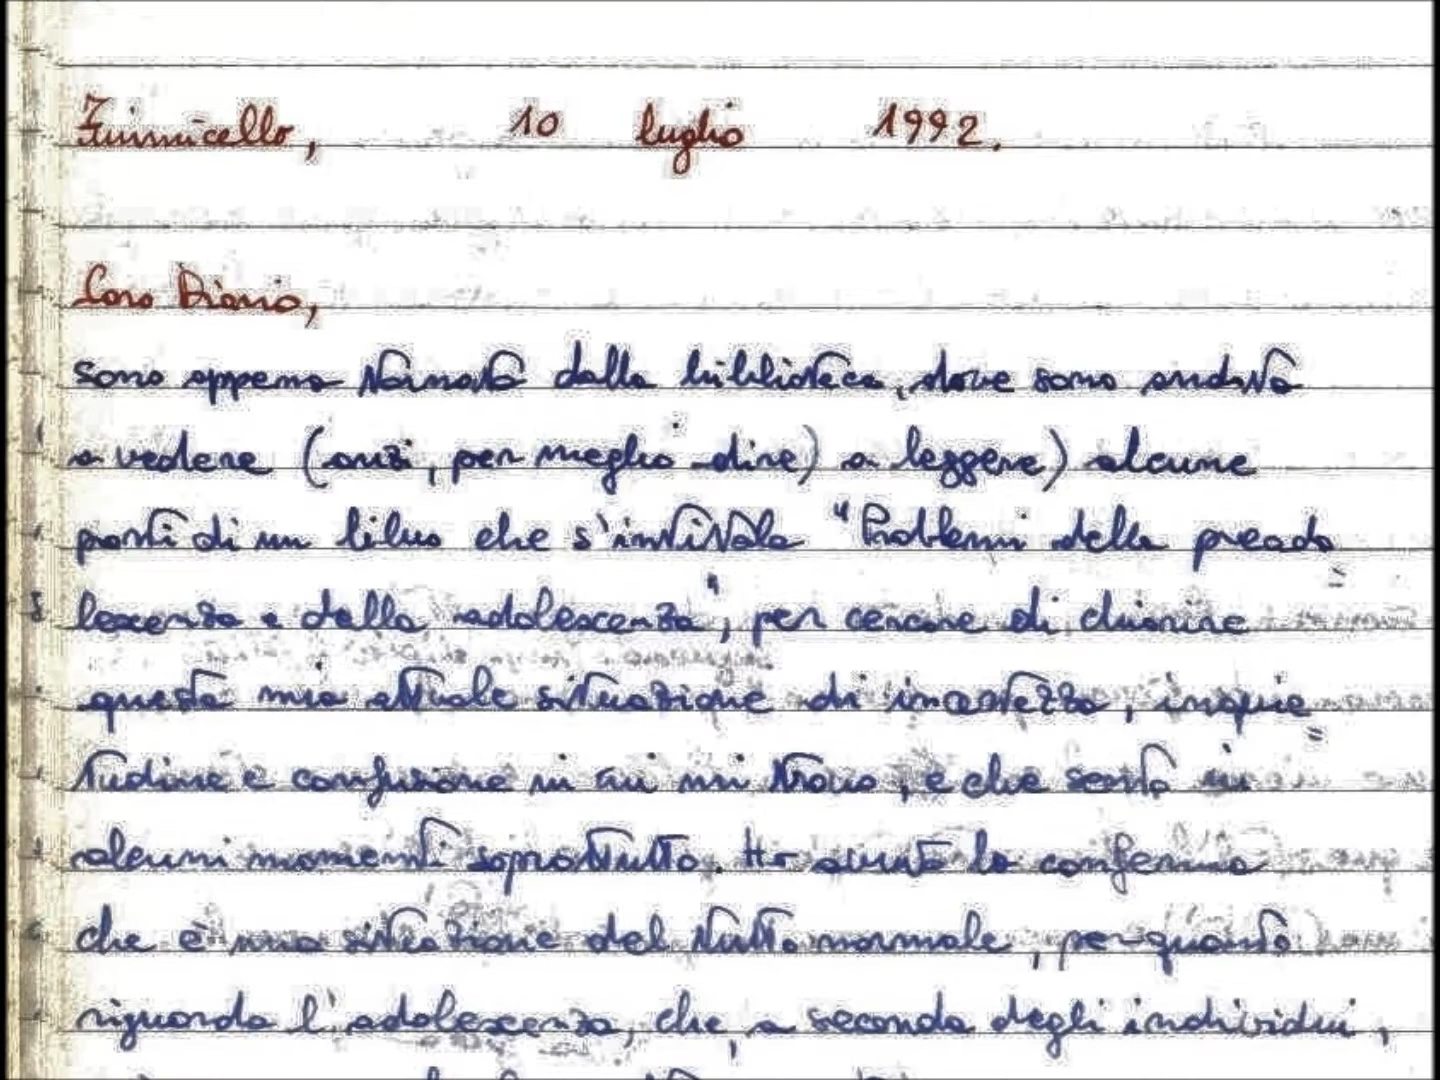 Fiumicello, 10 luglio 1992.
Caro Diario,
sono appena tornata dalla biblioteca, dove sono andata
a vedere (anzi, per meglio dire) a leggere) alcune
parti di un libro che s'intitola "Problemi della preado
lescenza e della adolescenza", per cercare di chiarire
questa mia attuale situazione di incertezza, inquie=
tudine e confusione in cui mi trovo, e che sento in
alcuni momenti soprattutto. Ho avuto la conferma
che è una situazione del tutto normale, per quanto
riguarda l'adolescenza, che, a seconda degli individui,